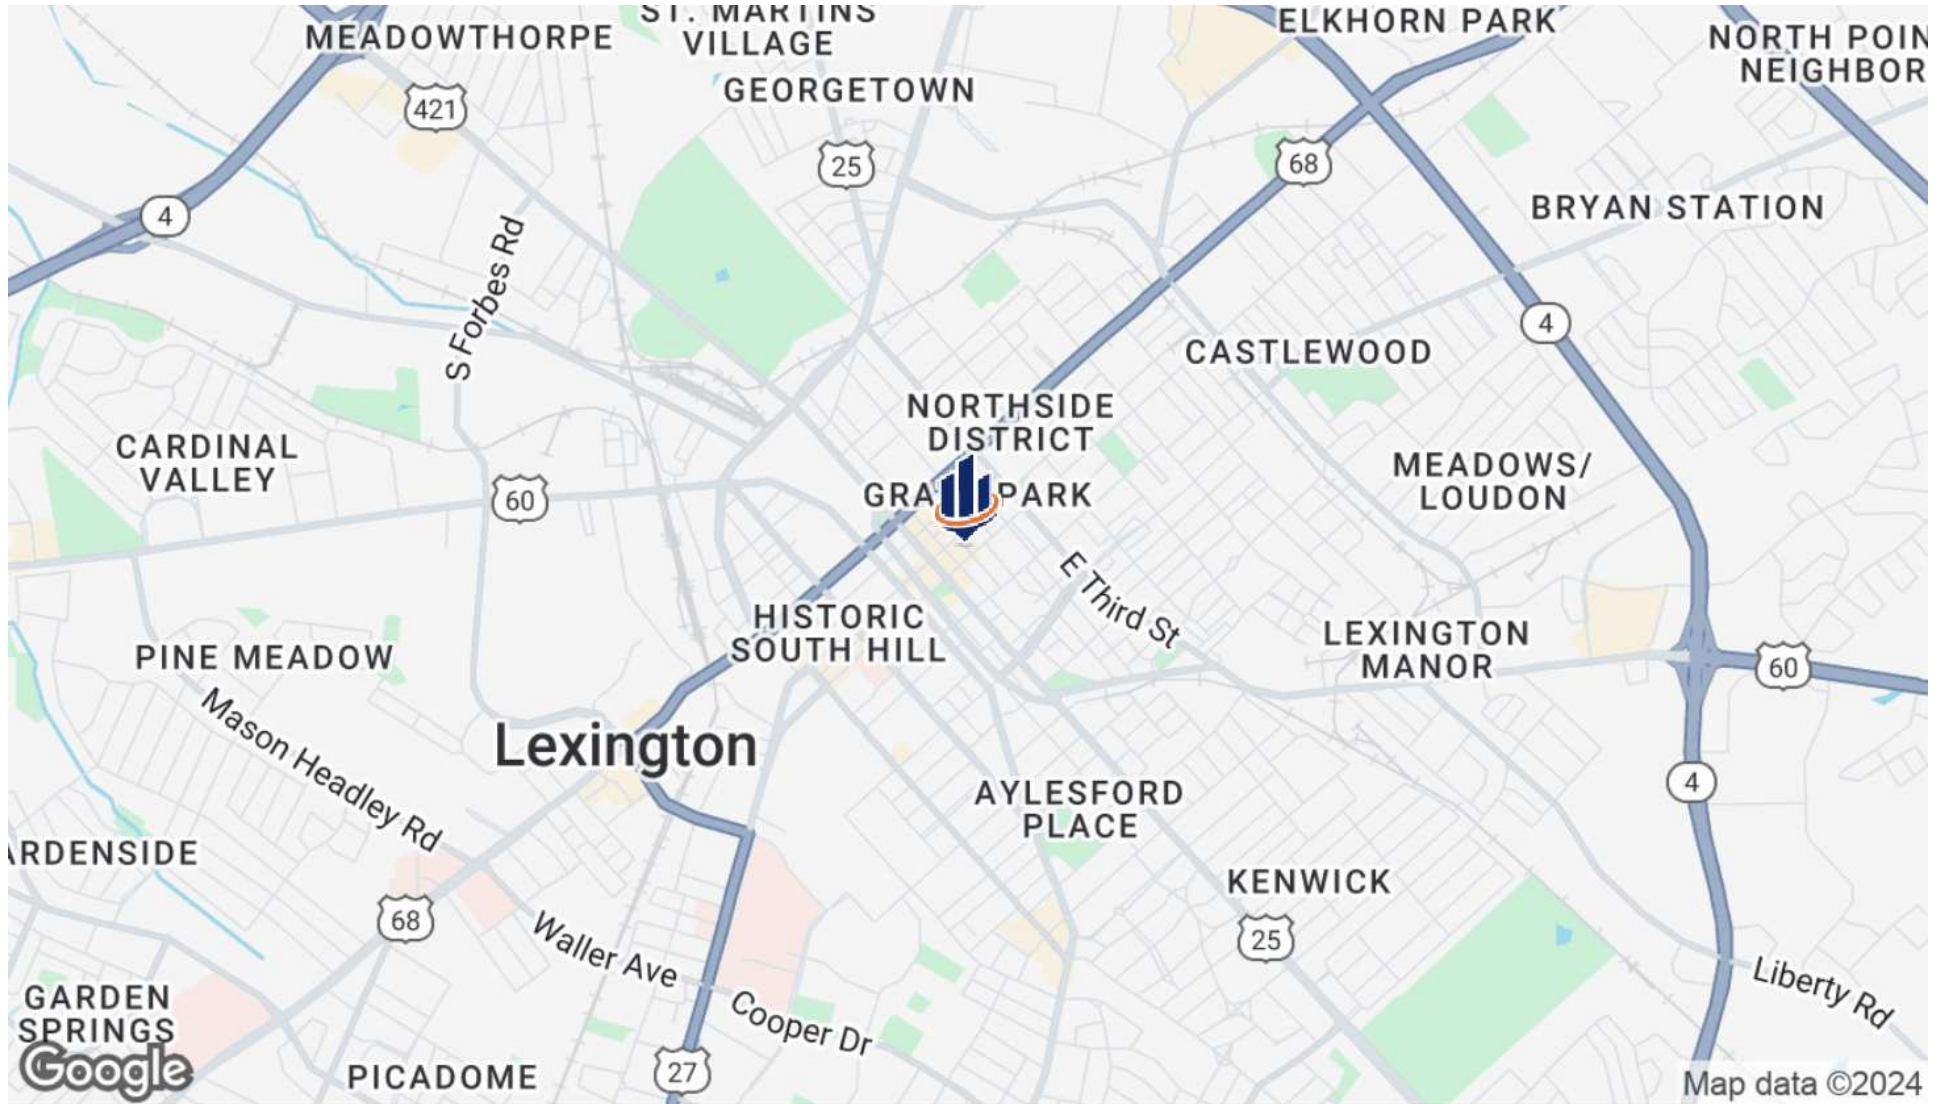 ST. MARTINS
VILLAGE
ELKHORN PARK
MEADOWTHORPE
NORTH POIN
NEIGHBOR
GEORGETOWN
421
25
68
4
BRYAN STATION
S Forbes Rd
4
CASTLEWOOD
NORTHSIDE
DISTRICT
CARDINAL
VALLEY
MEADOWS/
LOUDON
60
GRA PARK
E Third St
HISTORIC
SOUTH HILL
LEXINGTON
MANOR
PINE MEADOW
60
Mason Headley Rd
Lexington
4
AYLESFORD
PLACE
ARDENSIDE
KENWICK
68
25
Waller Ave
Liberty Rd
GARDEN
SPRINGS
Cooper Dr
Google
PICADOME
27
Map data ©2024